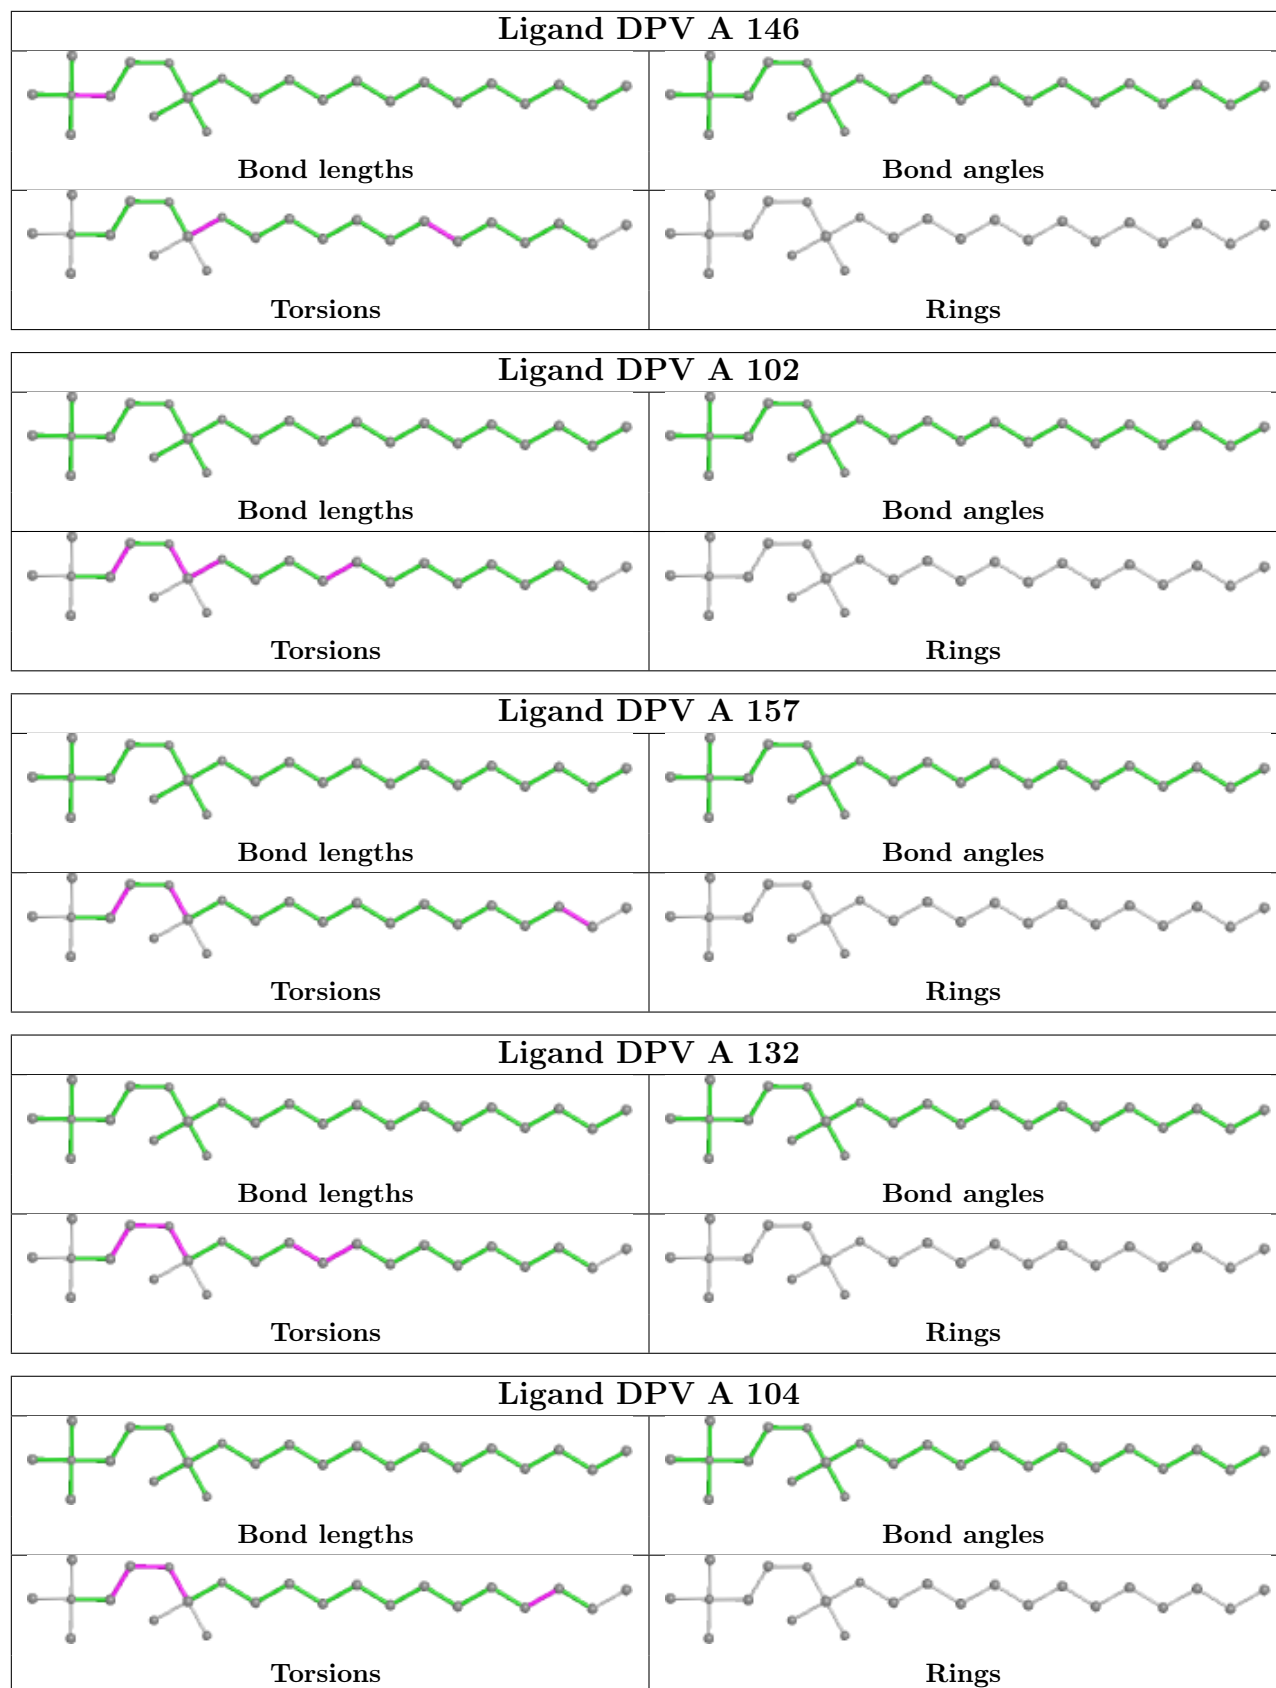 Ligand DPV A 146
Bond lengths
Bond angles
Torsions
Rings
Ligand DPV A 102
Bond lengths
Bond angles
Torsions
Rings
Ligand DPV A 157
Bond lengths
Bond angles
Torsions
Rings
Ligand DPV A 132
Bond lengths
Bond angles
Torsions
Rings
Ligand DPV A 104
Bond lengths
Bond angles
Torsions
Rings